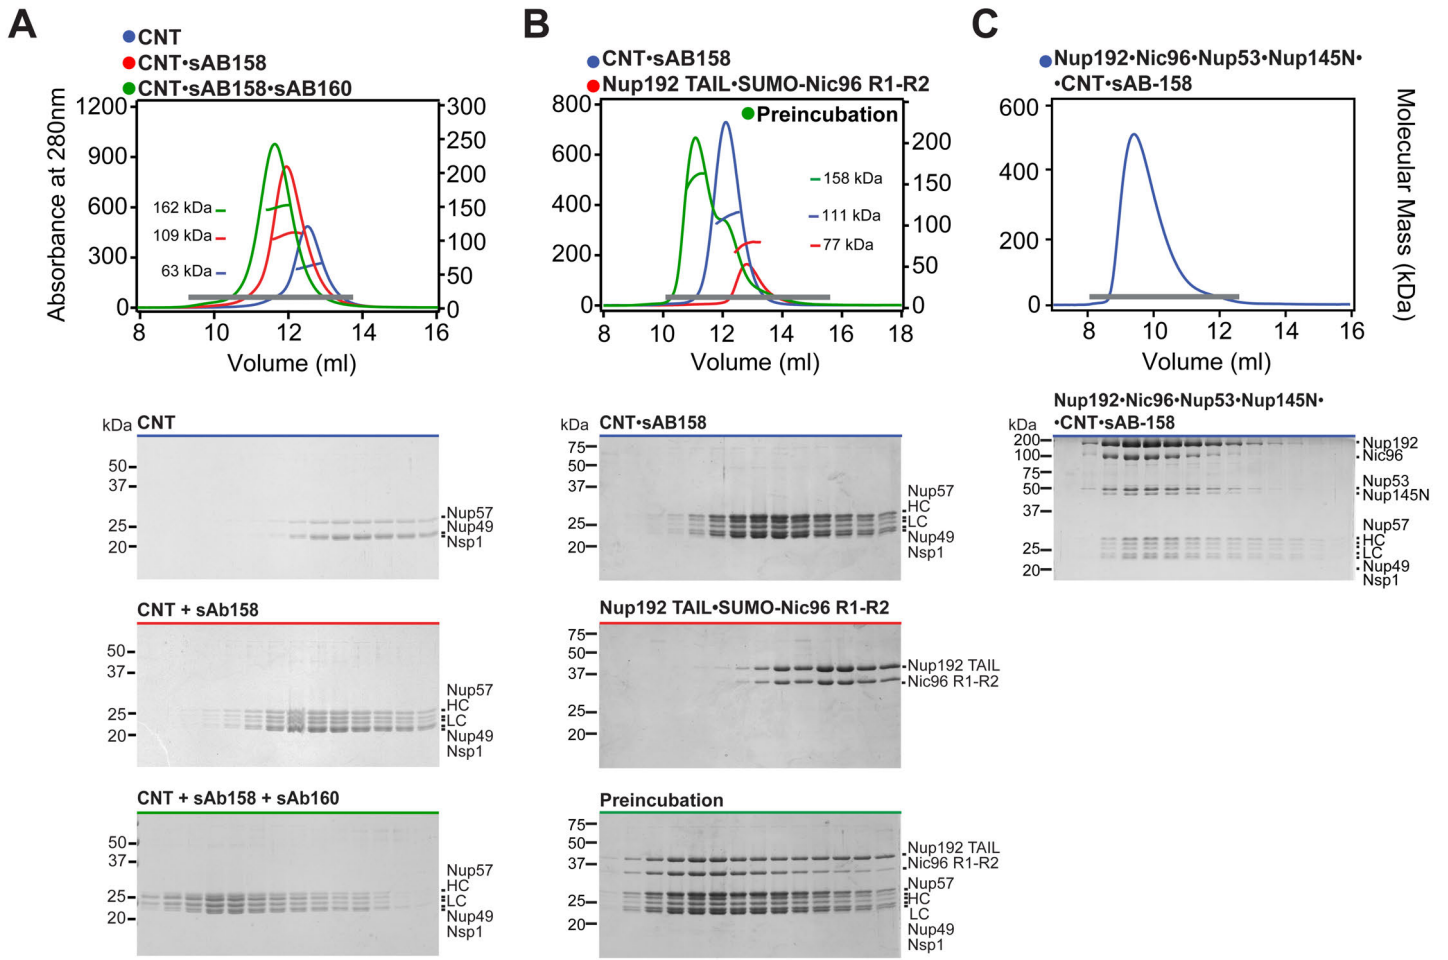 A
CNT
CNT•sAB158
CNT•sAB158•sAB160
Absorbance at 280nm
1200
900
600
300
0
300
250
200
150
100
50
0
162 kDa
109 kDa
63 kDa
8 10 12 14 16
Volume (ml)
kDa CNT
50
37
25
20
Nup57
Nup49
Nsp1
CNT + sAb158
50
37
25
20
Nup57
HC
LC
Nup49
Nsp1
CNT + sAb158 + sAb160
50
37
25
20
Nup57
HC
LC
Nup49
Nsp1
B
CNT•sAB158
Nup192 TAIL•SUMO-Nic96 R1-R2
Preincubation
800
600
400
200
0
200
150
100
50
0
158 kDa
111 kDa
77 kDa
8 10 12 14 16 18
Volume (ml)
kDa CNT•sAB158
75
50
37
25
20
Nup57
HC
LC
Nup49
Nsp1
Nup192 TAIL•SUMO-Nic96 R1-R2
75
50
37
25
20
Nup192 TAIL
Nic96 R1-R2
Preincubation
75
50
37
25
20
Nup192 TAIL
Nic96 R1-R2
Nup57
HC
LC
Nup49
Nsp1
C
Nup192•Nic96•Nup53•Nup145N•
•CNT•sAB-158
600
400
200
0
Molecular Mass (kDa)
8 10 12 14 16
Volume (ml)
Nup192•Nic96•Nup53•Nup145N•
•CNT•sAB-158
kDa
200
100
75
50
37
25
20
Nup192
Nic96
Nup53
Nup145N
Nup57
HC
LC
Nup49
Nsp1